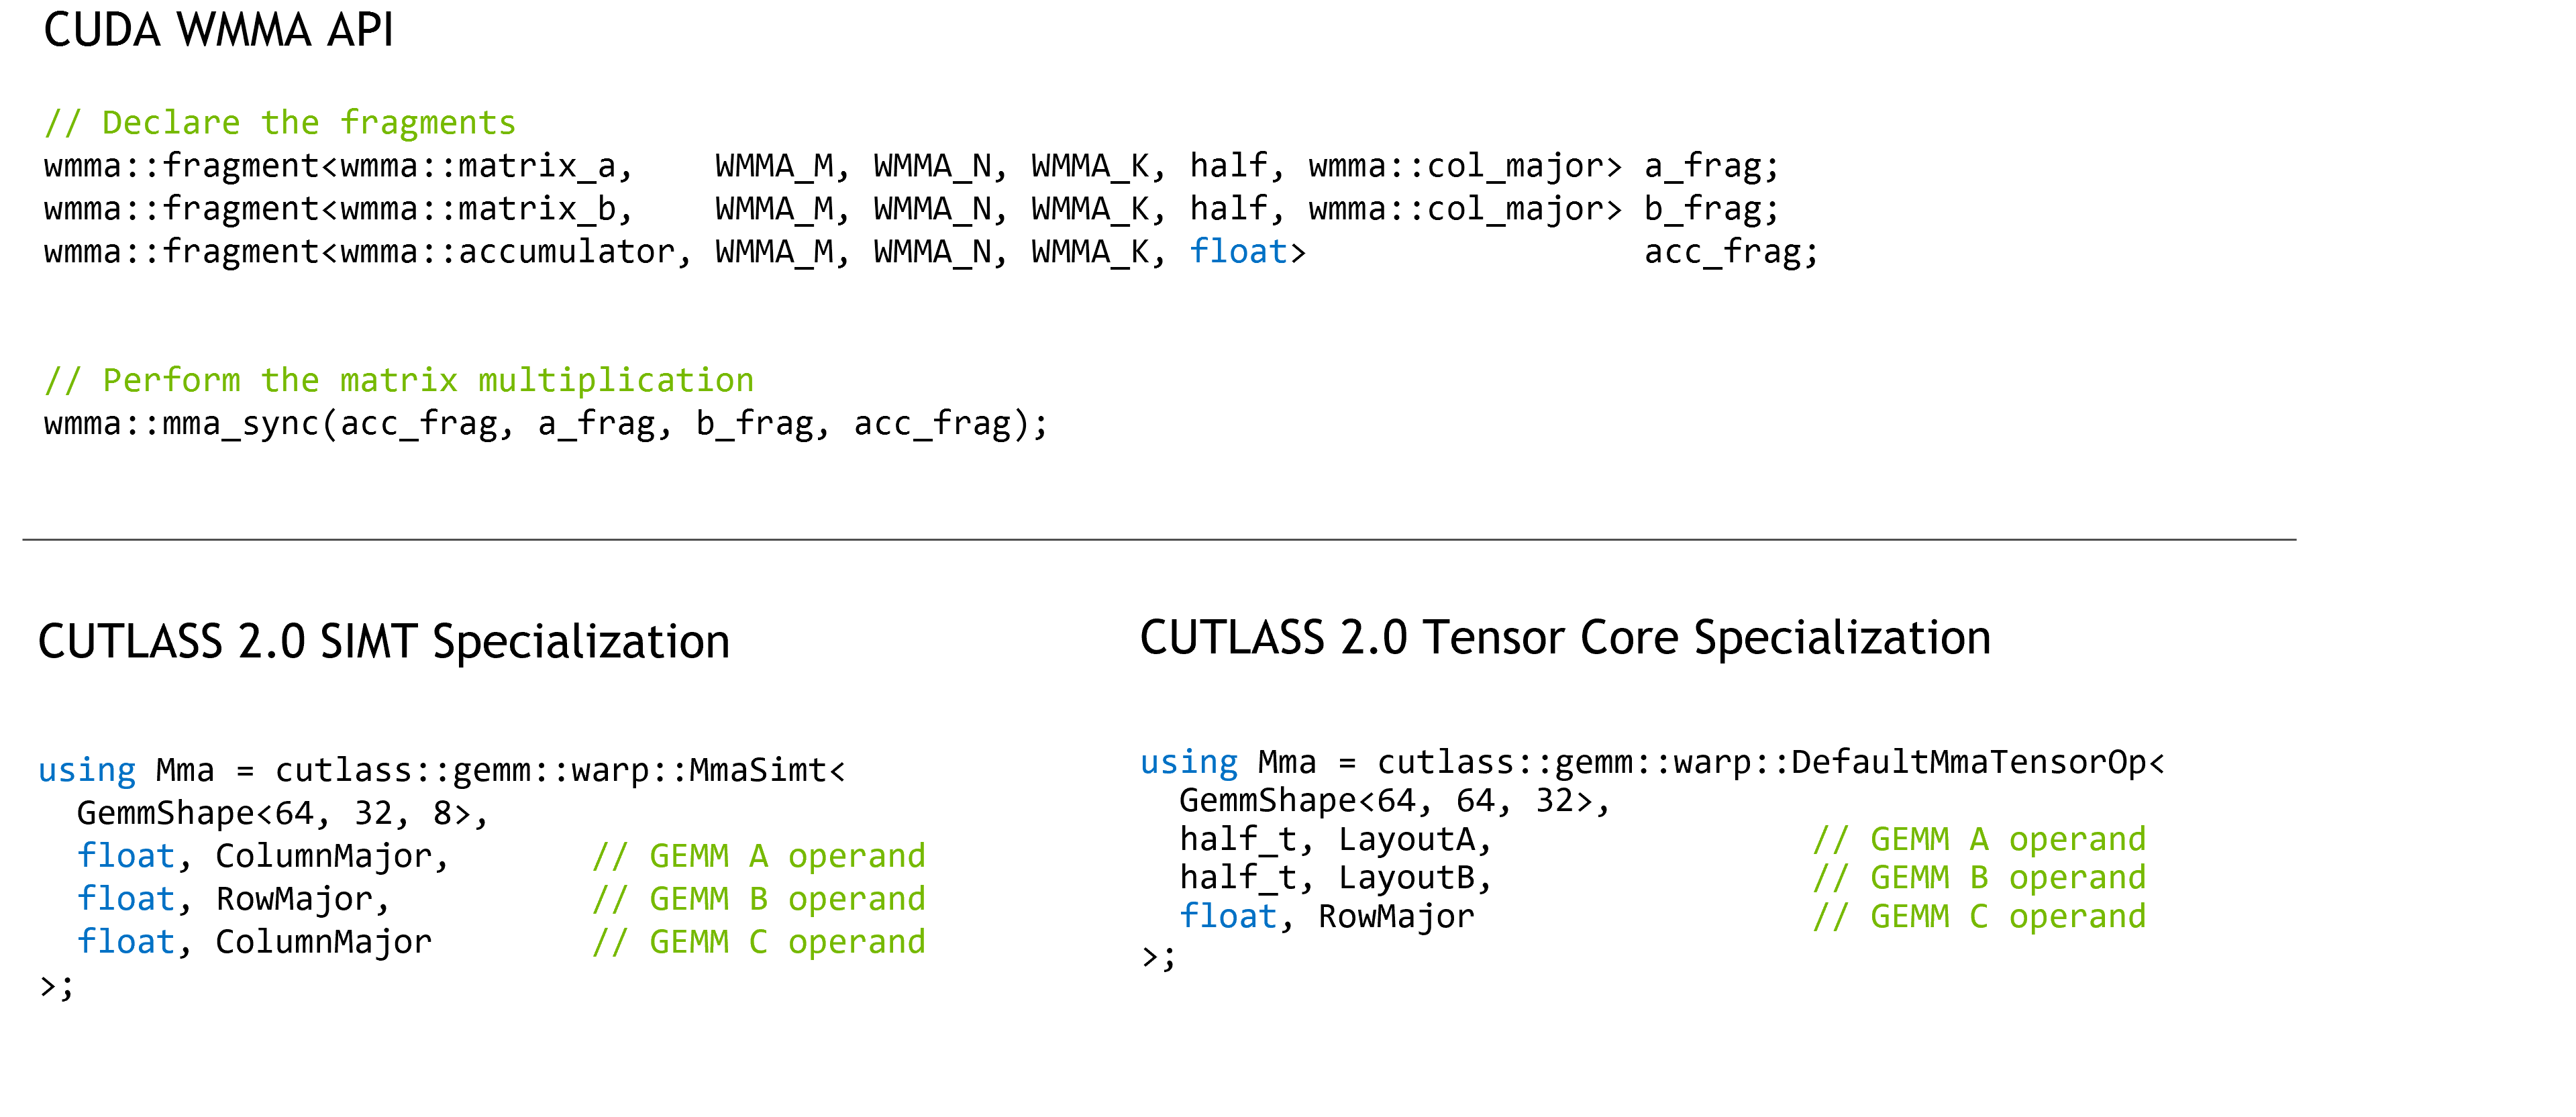 CUDA WMMA API
// Declare the fragments
wmma::fragment<wmma::matrix_a,    WMMA_M, WMMA_N, WMMA_K, half, wmma::col_major> a_frag;
wmma::fragment<wmma::matrix_b,    WMMA_M, WMMA_N, WMMA_K, half, wmma::col_major> b_frag;
wmma::fragment<wmma::accumulator, WMMA_M, WMMA_N, WMMA_K, float>                 acc_frag;
// Perform the matrix multiplication
wmma::mma_sync(acc_frag, a_frag, b_frag, acc_frag);
CUTLASS 2.0 SIMT Specialization
using Mma = cutlass::gemm::warp::MmaSimt<
  GemmShape<64, 32, 8>,
  float, ColumnMajor,       // GEMM A operand
  float, RowMajor,          // GEMM B operand
  float, ColumnMajor        // GEMM C operand
>;
CUTLASS 2.0 Tensor Core Specialization
using Mma = cutlass::gemm::warp::DefaultMmaTensorOp<
  GemmShape<64, 64, 32>,
  half_t, LayoutA,                // GEMM A operand
  half_t, LayoutB,                // GEMM B operand
  float, RowMajor                 // GEMM C operand
>;